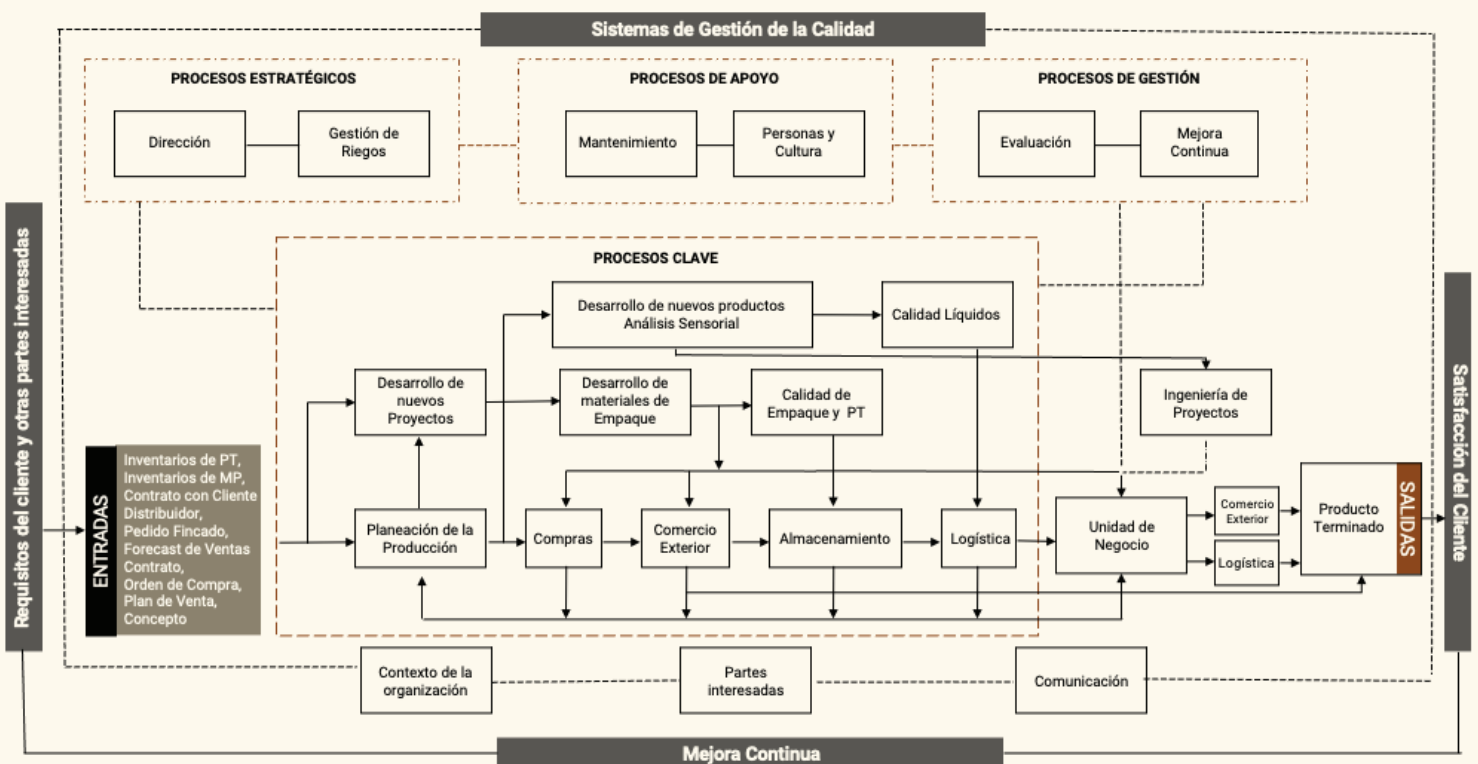 Sistemas de Gestión de la Calidad
PROCESOS ESTRATÉGICOS
Dirección
Gestión de
Riegos
PROCESOS DE APOYO
Mantenimiento
Personas y
Cultura
PROCESOS DE GESTIÓN
Evaluación
Mejora
Continua
Requisitos del cliente y otras partes interesadas
ENTRADAS
Inventarios de PT,
Inventarios de MP,
Contrato con Cliente
Distribuidor,
Pedido Fincado,
Forecast de Ventas
Contrato,
Orden de Compra,
Plan de Venta,
Concepto
PROCESOS CLAVE
Desarrollo de nuevos productos
Análisis Sensorial
Calidad Líquidos
Desarrollo de
nuevos
Proyectos
Desarrollo de
materiales de
Empaque
Calidad de
Empaque y PT
Ingeniería de
Proyectos
Planeación de la
Producción
Compras
Comercio
Exterior
Almacenamiento
Logística
Unidad de
Negocio
Comercio
Exterior
Logística
Producto
Terminado
SALIDAS
Satisfacción del Cliente
Contexto de la
organización
Partes
interesadas
Comunicación
Mejora Continua